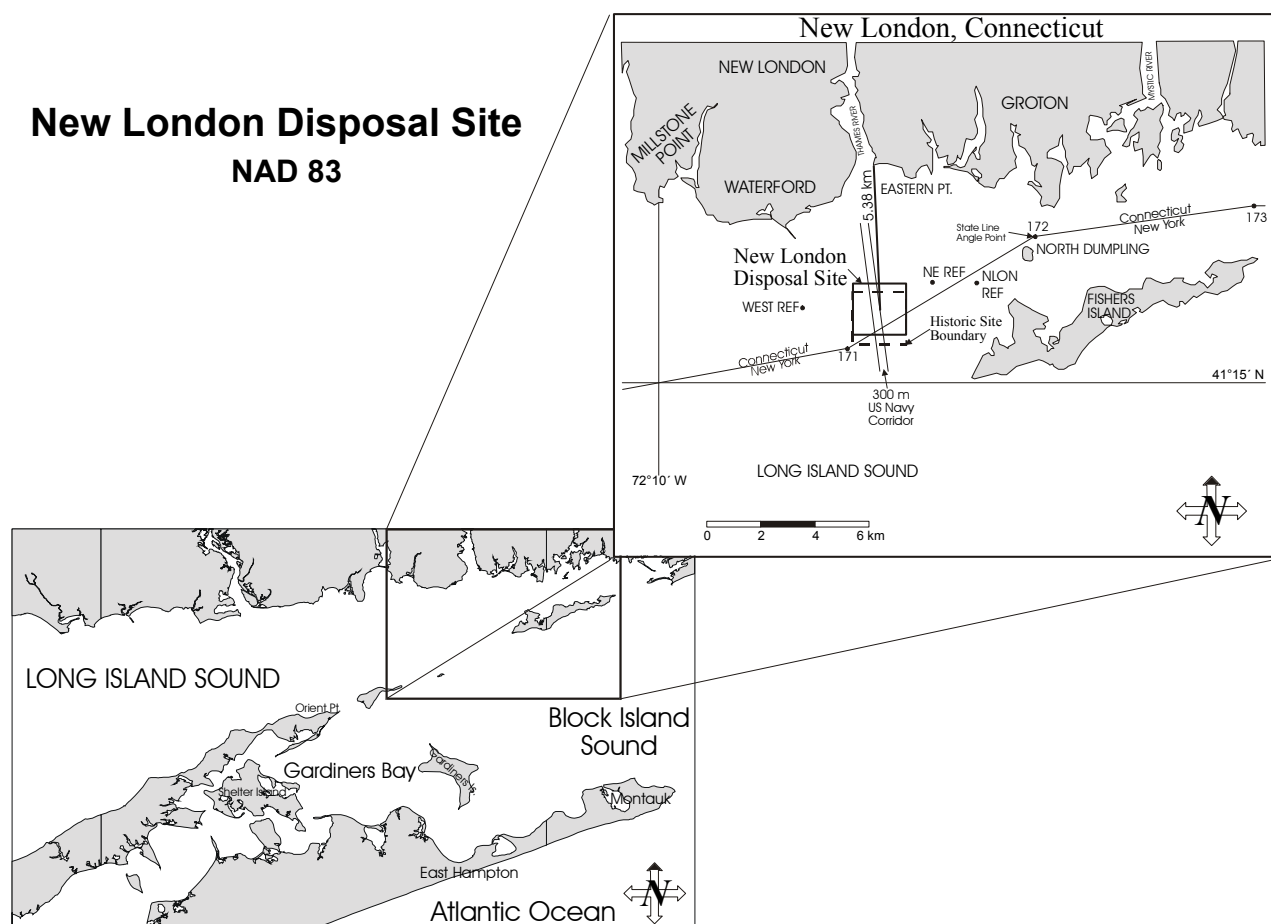 New London Disposal Site
NAD 83
New London, Connecticut
NEW LONDON
GROTON
MYSTIC RIVER
THAMES RIVER
MILLSTONE
POINT
WATERFORD
5.38 km
EASTERN PT.
Connecticut
New York
173
State Line
Angle Point
172
NORTH DUMPLING
New London
Disposal Site
NE REF
NLON
REF
WEST REF
FISHERS
ISLAND
Historic Site
Boundary
Connecticut
New York
171
41°15´ N
300 m
US Navy
Corridor
72°10´ W
LONG ISLAND SOUND
N
0 2 4 6 km
LONG ISLAND SOUND
Orient Pt.
Block Island
Sound
Gardiners Bay
Gardiners Is.
Shelter Island
Montauk
East Hampton
N
Atlantic Ocean